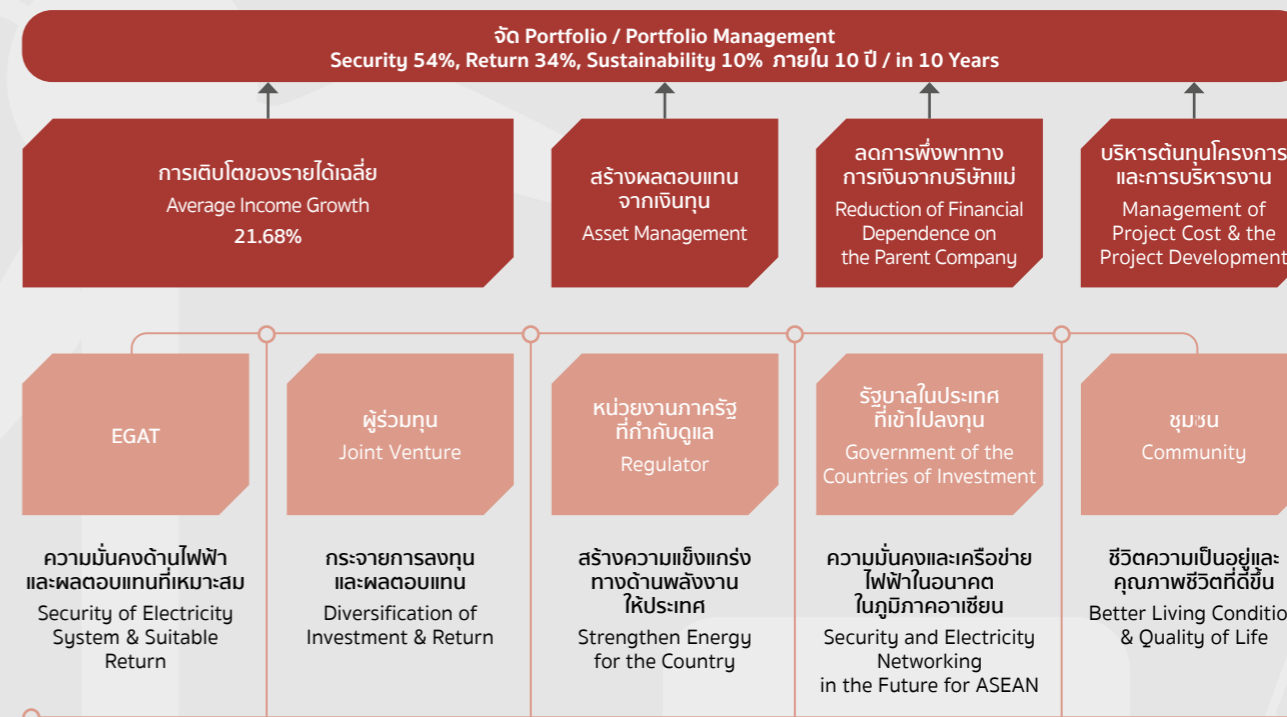 จัด Portfolio / Portfolio Management
Security 54%, Return 34%, Sustainability 10% ภายใน 10 ปี / in 10 Years
การเติบโตของรายได้เฉลี่ย
Average Income Growth
21.68%
สร้างผลตอบแทน
จากเงินทุน
Asset Management
ลดการพึ่งพาทาง
การเงินจากบริษัทแม่
Reduction of Financial
Dependence on
the Parent Company
บริหารต้นทุนโครงการ
และการบริหารงาน
Management of
Project Cost & the
Project Development
EGAT
ผู้ร่วมทุน
Joint Venture
หน่วยงานภาครัฐ
ที่กำกับดูแล
Regulator
รัฐบาลในประเทศ
ที่เข้าไปลงทุน
Government of the
Countries of Investment
ชุมชน
Community
ความมั่นคงด้านไฟฟ้า
และผลตอบแทนที่เหมาะสม
Security of Electricity
System & Suitable
Return
กระจายการลงทุน
และผลตอบแทน
Diversification of
Investment & Return
สร้างความแข็งแกร่ง
ทางด้านพลังงาน
ให้ประเทศ
Strengthen Energy
for the Country
ความมั่นคงและเครือข่าย
ไฟฟ้าในอนาคต
ในภูมิภาคอาเซียน
Security and Electricity
Networking
in the Future for ASEAN
ชีวิตความเป็นอยู่และ
คุณภาพชีวิตที่ดีขึ้น
Better Living Conditio
& Quality of Life